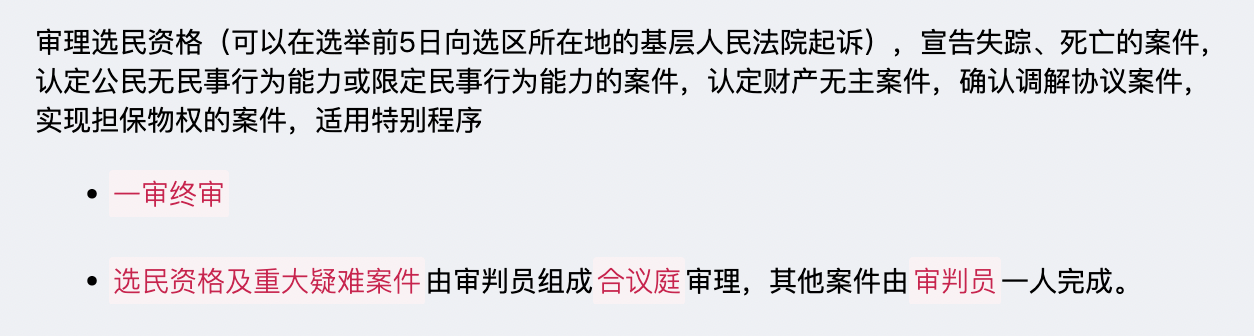 审理选民资格（可以在选举前5日向选区所在地的基层人民法院起诉），宣告失踪、死亡的案件，
认定公民无民事行为能力或限定民事行为能力的案件，认定财产无主案件，确认调解协议案件，
实现担保物权的案件，适用特别程序
• 一审终审
• 选民资格及重大疑难案件由审判员组成合议庭审理，其他案件由审判员一人完成。